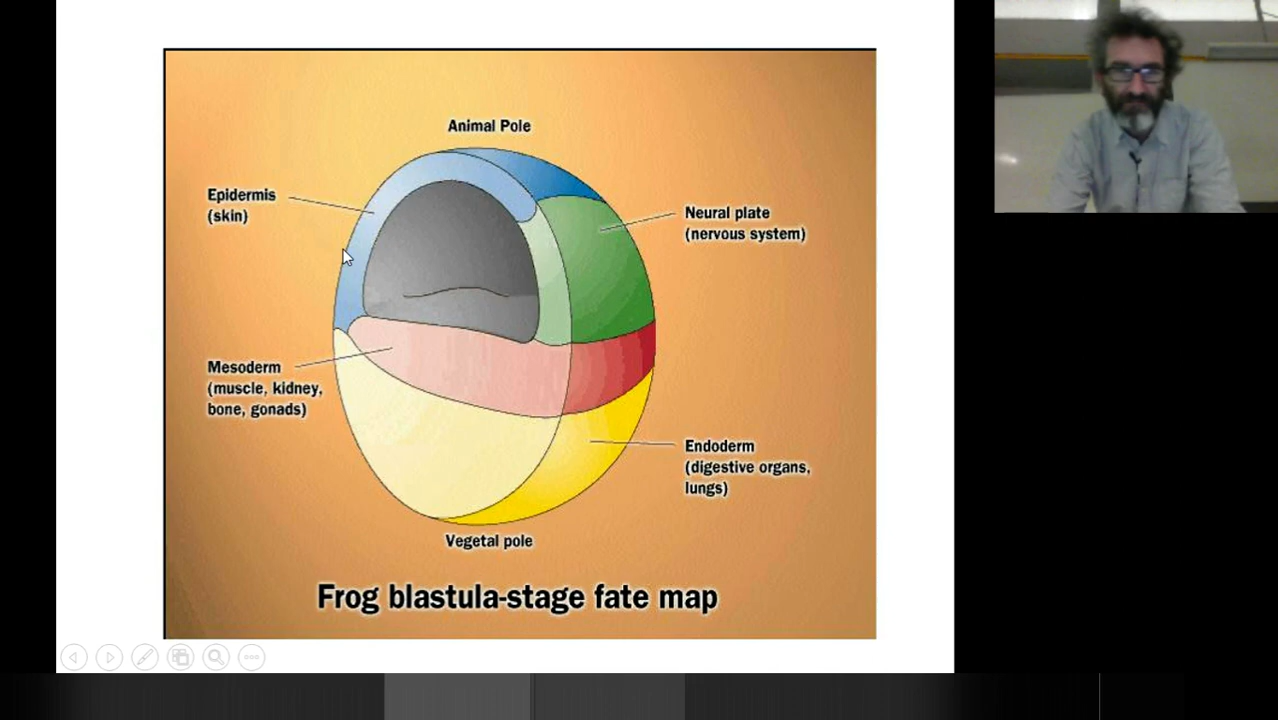 Animal Pole
Epidermis
(skin)
Neural plate
(nervous system)
Mesoderm
(muscle, kidney,
bone, gonads)
Endoderm
(digestive organs,
lungs)
Vegetal pole
Frog blastula-stage fate map